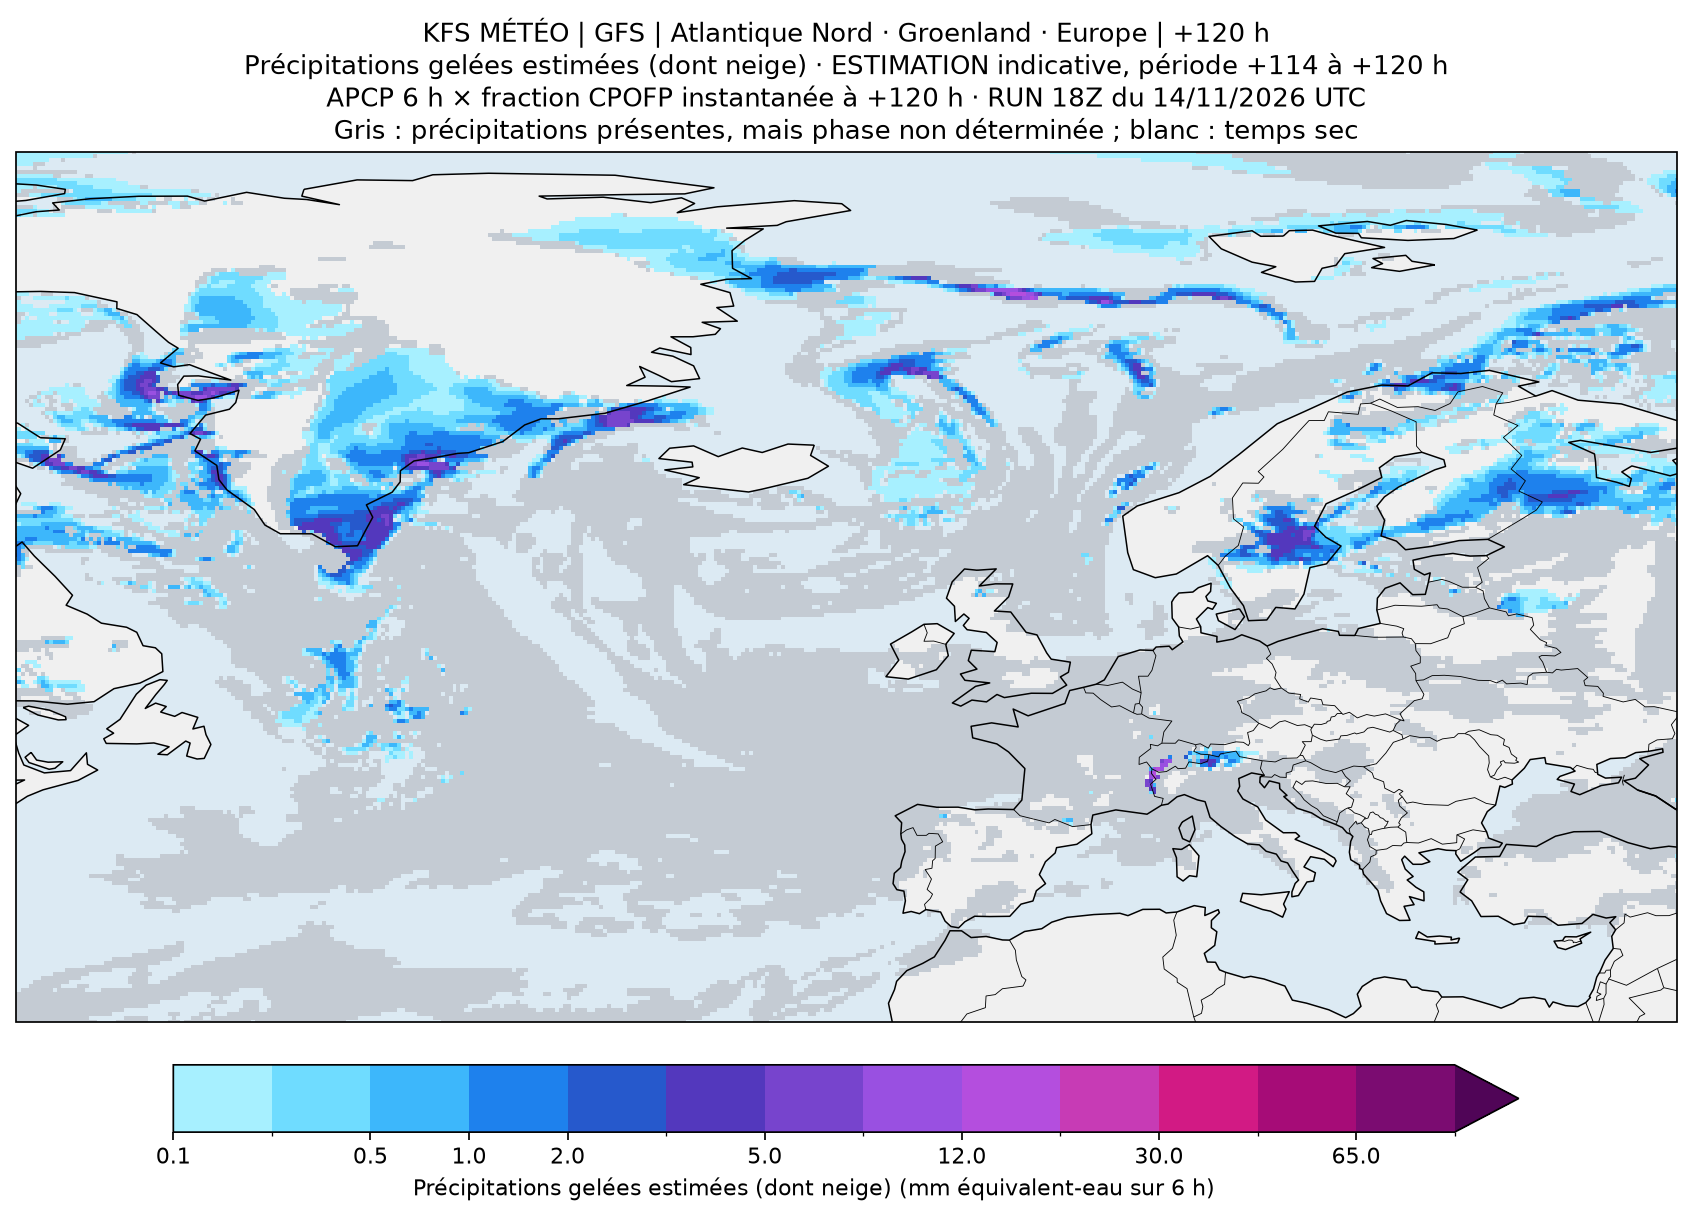 KFS MÉTÉO | GFS | Atlantique Nord · Groenland · Europe | +120 h
Précipitations gelées estimées (dont neige) · ESTIMATION indicative, période +114 à +120 h
APCP 6 h × fraction CPOFP instantanée à +120 h · RUN 18Z du 14/11/2026 UTC
Gris : précipitations présentes, mais phase non déterminée ; blanc : temps sec
0.1 0.5 1.0 2.0 5.0 12.0 30.0 65.0
Précipitations gelées estimées (dont neige) (mm équivalent-eau sur 6 h)